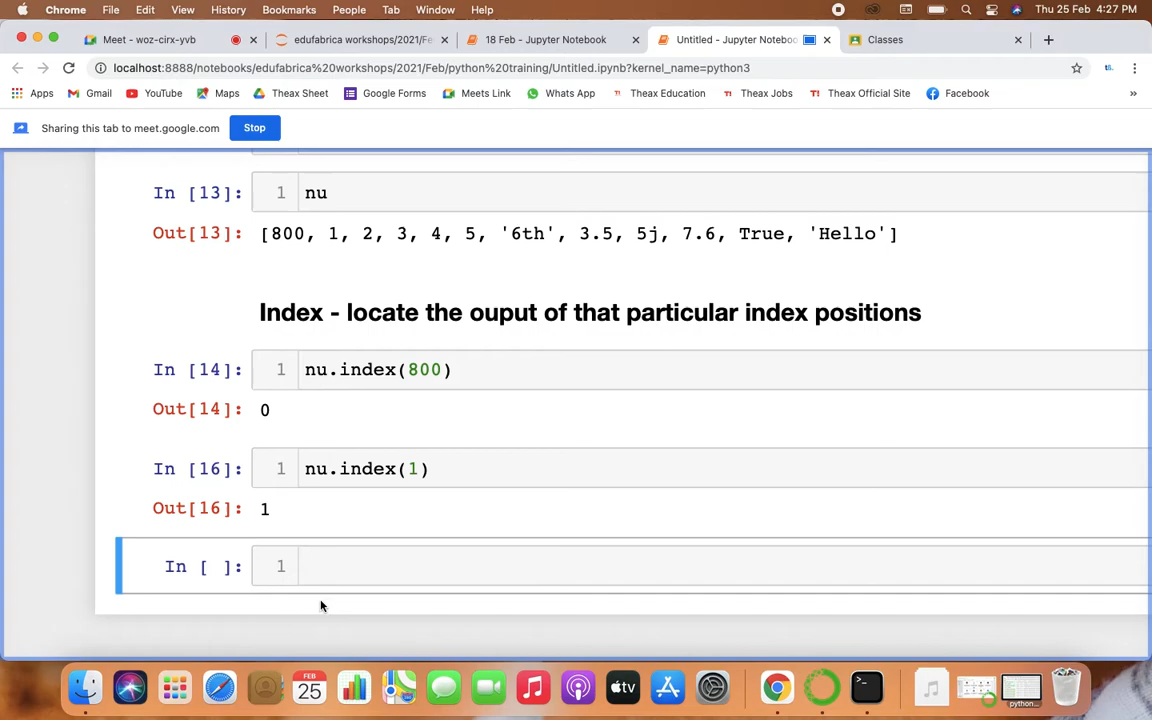 Chrome File Edit View History Bookmarks People Tab Window Help Thu 25 Feb 4:27 PM
Meet - woz-cirx-yvb edufabrica workshops/2021/Fe 18 Feb - Jupyter Notebook Untitled - Jupyter Noteboo Classes
localhost:8888/notebooks/edufabrica%20workshops/2021/Feb/python%20training/Untitled.ipynb?kernel_name=python3
Apps Gmail YouTube Maps Theax Sheet Google Forms Meets Link Whats App Theax Education Theax Jobs Theax Official Site Facebook »
Sharing this tab to meet.google.com Stop
In [13]: 1 nu
Out[13]: [800, 1, 2, 3, 4, 5, '6th', 3.5, 5j, 7.6, True, 'Hello']
Index - locate the ouput of that particular index positions
In [14]: 1 nu.index(800)
Out[14]: 0
In [16]: 1 nu.index(1)
Out[16]: 1
In [ ]: 1
FEB
25
tv
python...